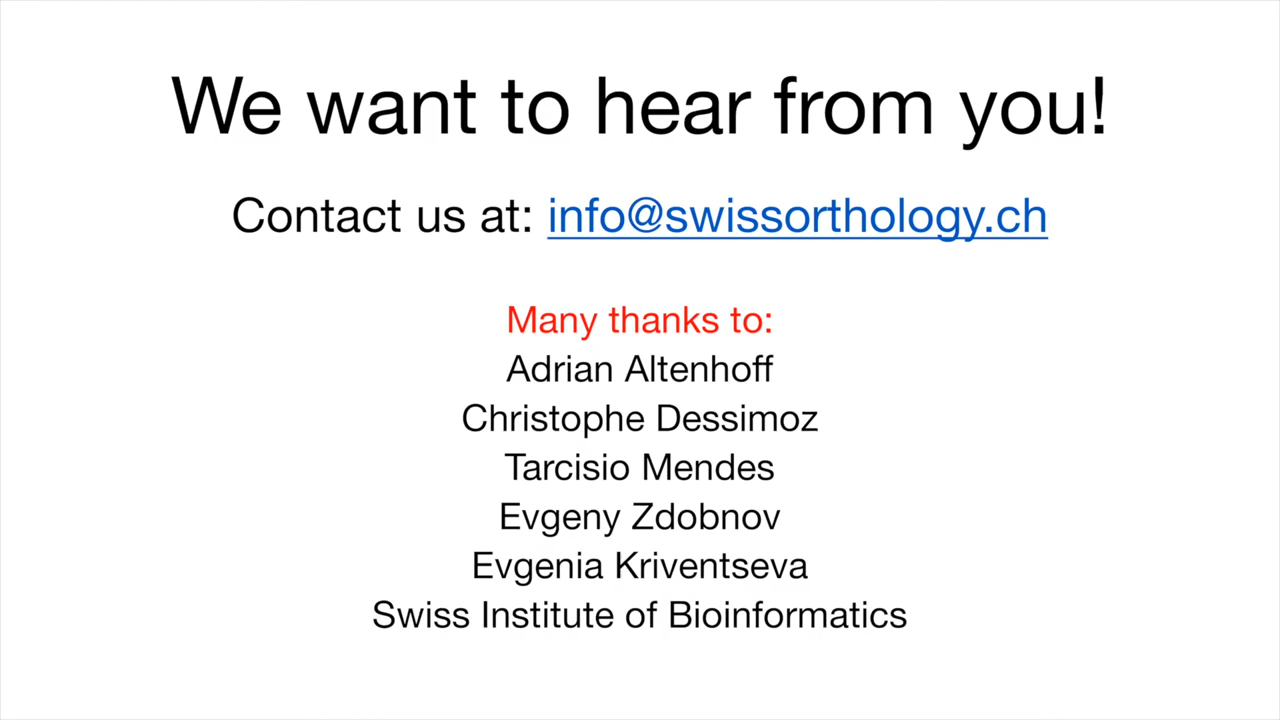 We want to hear from you!
Contact us at: info@swissorthology.ch
Many thanks to:
Adrian Altenhoff
Christophe Dessimoz
Tarcisio Mendes
Evgeny Zdobnov
Evgenia Kriventseva
Swiss Institute of Bioinformatics